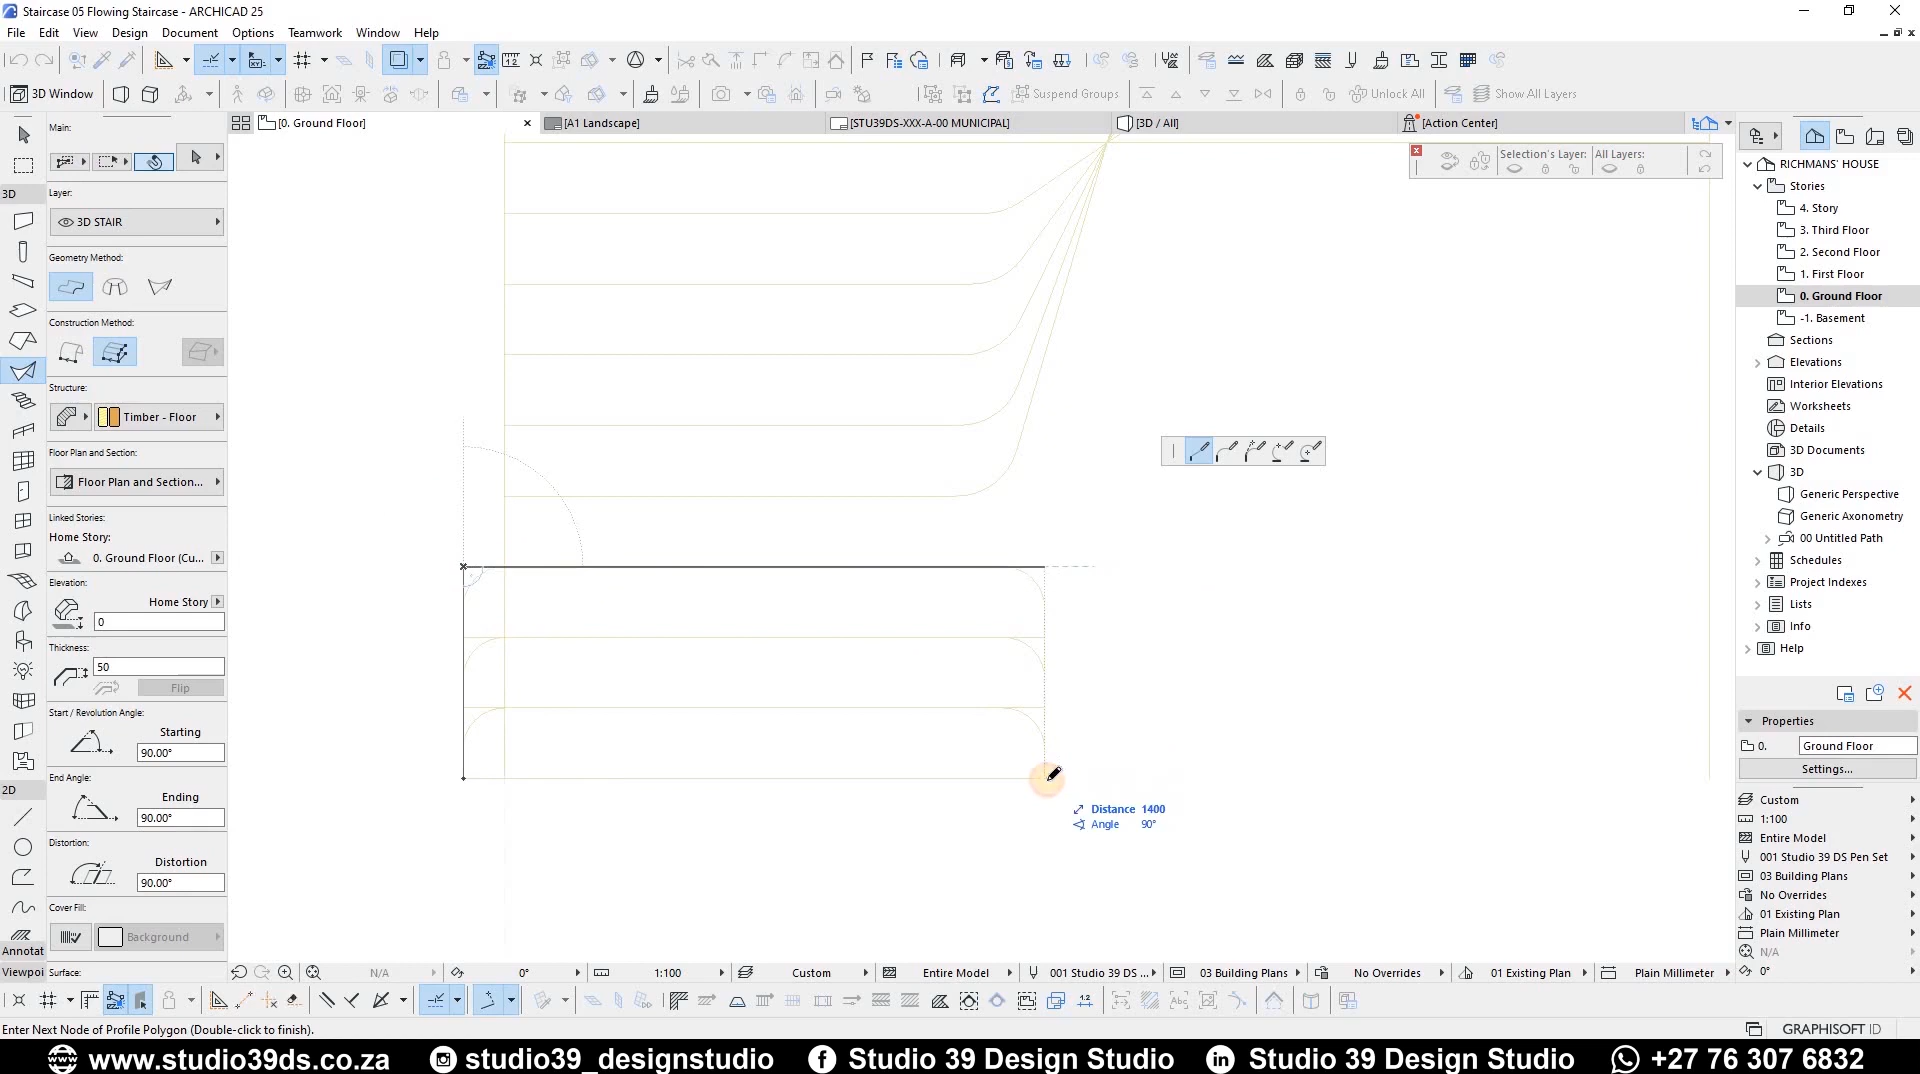 Staircase 05 Flowing Staircase - ARCHICAD 25
File Edit View Design Document Options Teamwork Window Help
3D Window
Suspend Groups
Unlock All
Show All Layers
[0. Ground Floor]
[A1 Landscape]
[STU39DS-XXX-A-00 MUNICIPAL]
[3D / All]
[Action Center]
Selection's Layer: All Layers:
Main:
3D
Layer:
3D STAIR
Geometry Method:
Construction Method:
Structure:
Timber - Floor
Floor Plan and Section:
Floor Plan and Section...
Linked Stories:
Home Story:
0. Ground Floor (Cu...
Elevation:
Home Story
0
Thickness:
50
Flip
Start / Revolution Angle:
Starting
90.00°
End Angle:
Ending
90.00°
2D
Distortion:
Distortion
90.00°
Cover Fill:
Background
Annotat
Viewpoi
Surface:
Distance 1400
Angle 90°
RICHMANS' HOUSE
Stories
4. Story
3. Third Floor
2. Second Floor
1. First Floor
0. Ground Floor
-1. Basement
Sections
Elevations
Interior Elevations
Worksheets
Details
3D Documents
3D
Generic Perspective
Generic Axonometry
00 Untitled Path
Schedules
Project Indexes
Lists
Info
Help
Properties
0. Ground Floor
Settings...
Custom
1:100
Entire Model
001 Studio 39 DS Pen Set
03 Building Plans
No Overrides
01 Existing Plan
Plain Millimeter
N/A
0°
N/A 0° 1:100 Custom Entire Model 001 Studio 39 DS ... 03 Building Plans No Overrides 01 Existing Plan Plain Millimeter
Enter Next Node of Profile Polygon (Double-click to finish).
GRAPHISOFT ID
www.studio39ds.co.za studio39_designstudio Studio 39 Design Studio Studio 39 Design Studio +27 76 307 6832